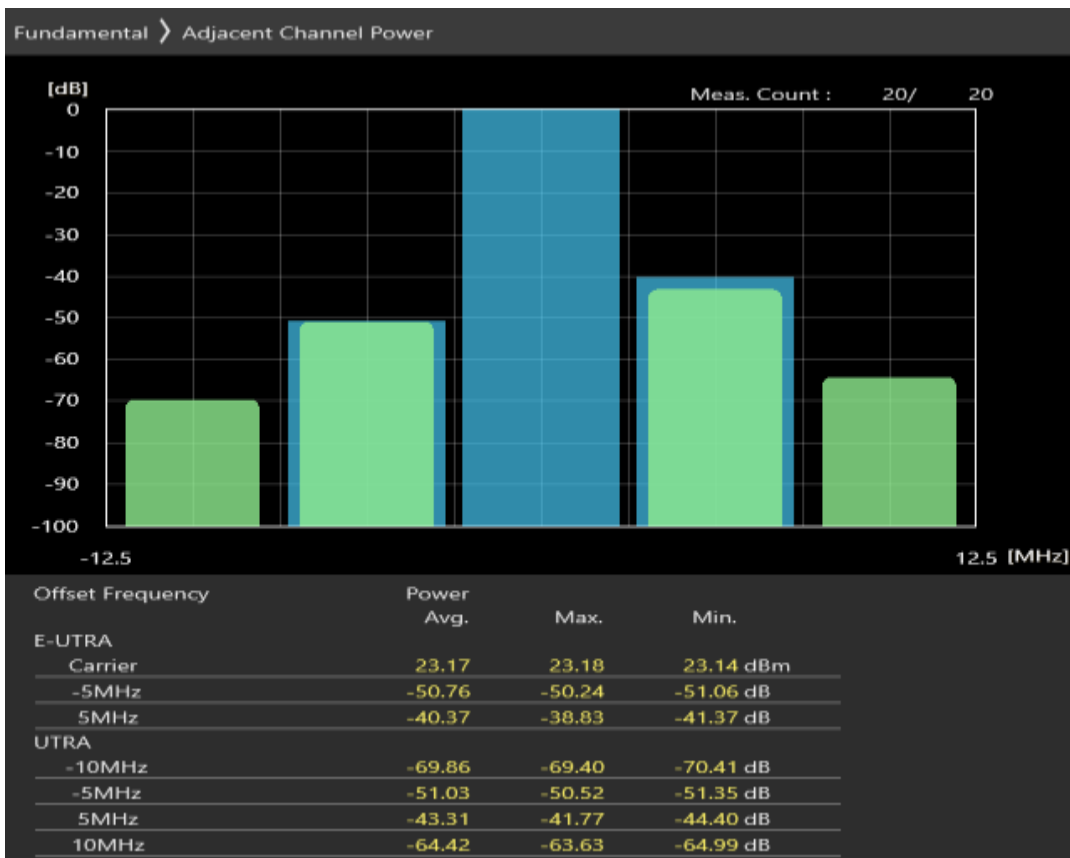 Fundamental > Adjacent Channel Power
[dB]
Meas. Count : 20/ 20
0
-10
-20
-30
-40
-50
-60
-70
-80
-90
-100
-12.5 12.5 [MHz]
Offset Frequency Power
Avg. Max. Min.
E-UTRA
Carrier 23.17 23.18 23.14 dBm
-5MHz -50.76 -50.24 -51.06 dB
5MHz -40.37 -38.83 -41.37 dB
UTRA
-10MHz -69.86 -69.40 -70.41 dB
-5MHz -51.03 -50.52 -51.35 dB
5MHz -43.31 -41.77 -44.40 dB
10MHz -64.42 -63.63 -64.99 dB